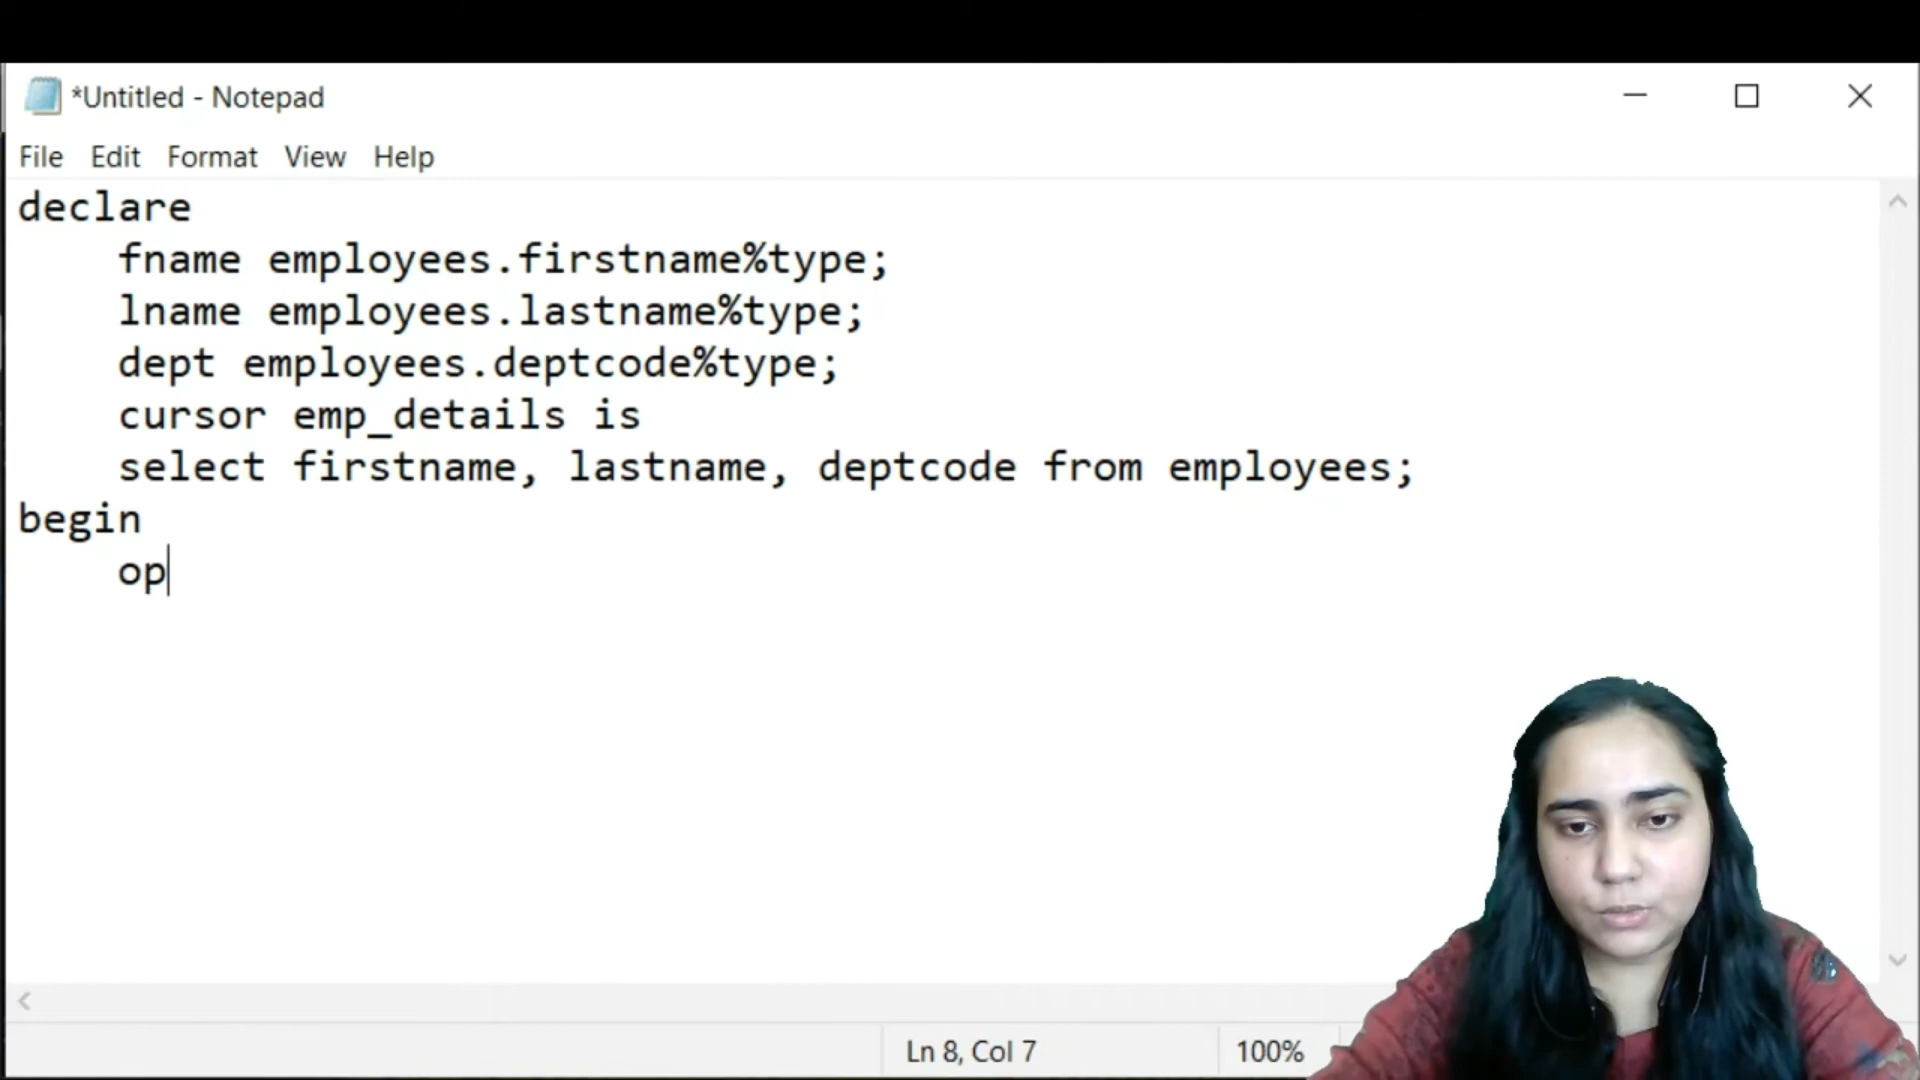 *Untitled - Notepad
File Edit Format View Help
declare
    fname employees.firstname%type;
    lname employees.lastname%type;
    dept employees.deptcode%type;
    cursor emp_details is
    select firstname, lastname, deptcode from employees;
begin
    op
Ln 8, Col 7 100%